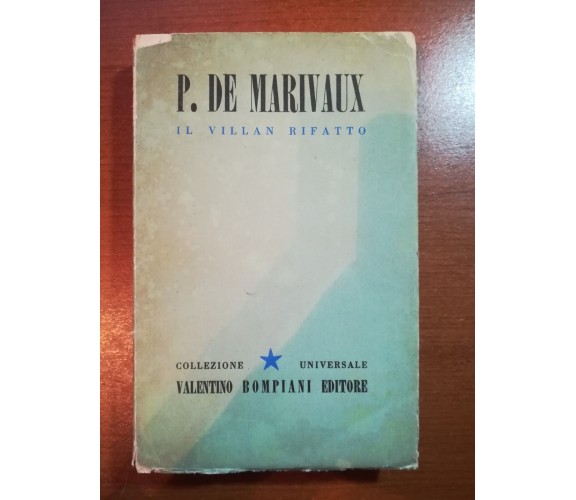 P. DE MARIVAUX
IL VILLAN RIFATTO
COLLEZIONE ★ UNIVERSALE
VALENTINO BOMPIANI EDITORE